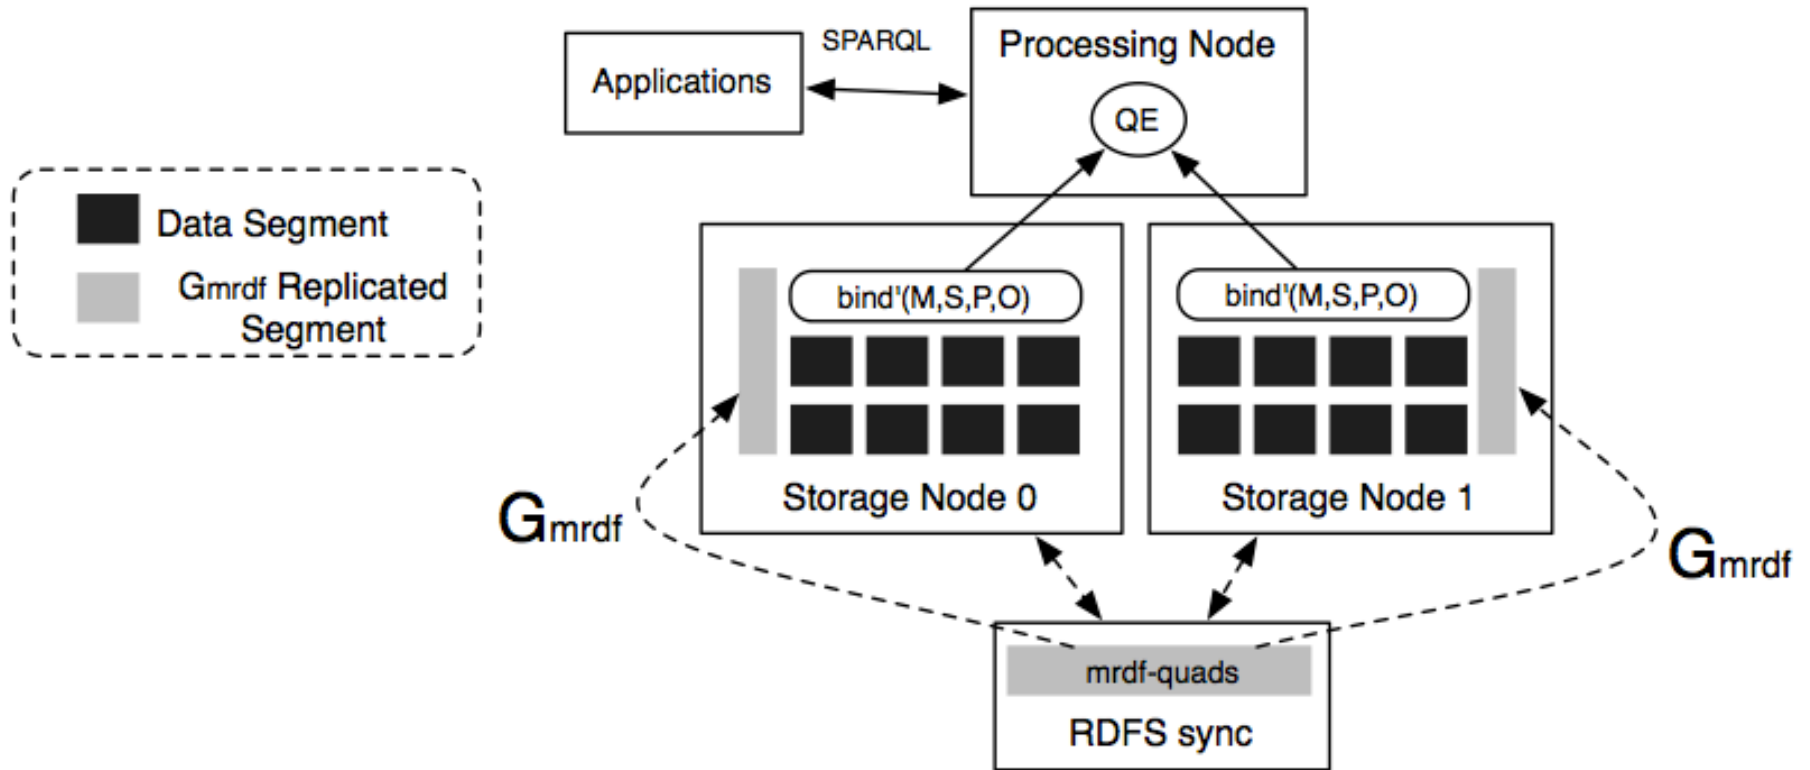 SPARQL
Applications
Processing Node
QE
Data Segment
Gmrdf Replicated
Segment
bind'(M,S,P,O)
bind'(M,S,P,O)
Storage Node 0
Storage Node 1
Gmrdf
Gmrdf
mrdf-quads
RDFS sync